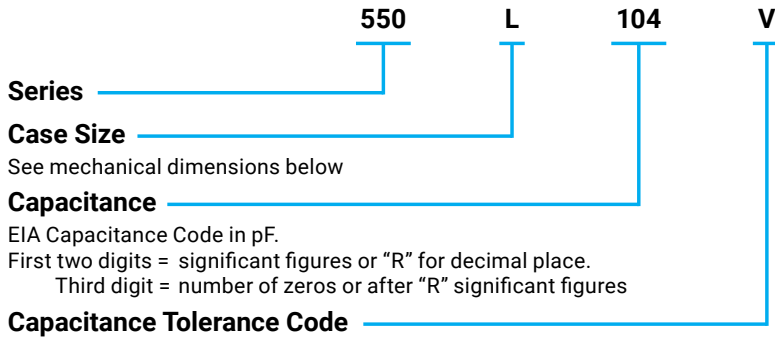 550 L 104 V
Series
Case Size
See mechanical dimensions below
Capacitance
EIA Capacitance Code in pF.
First two digits = significant figures or “R” for decimal place.
Third digit = number of zeros or after “R” significant figures
Capacitance Tolerance Code